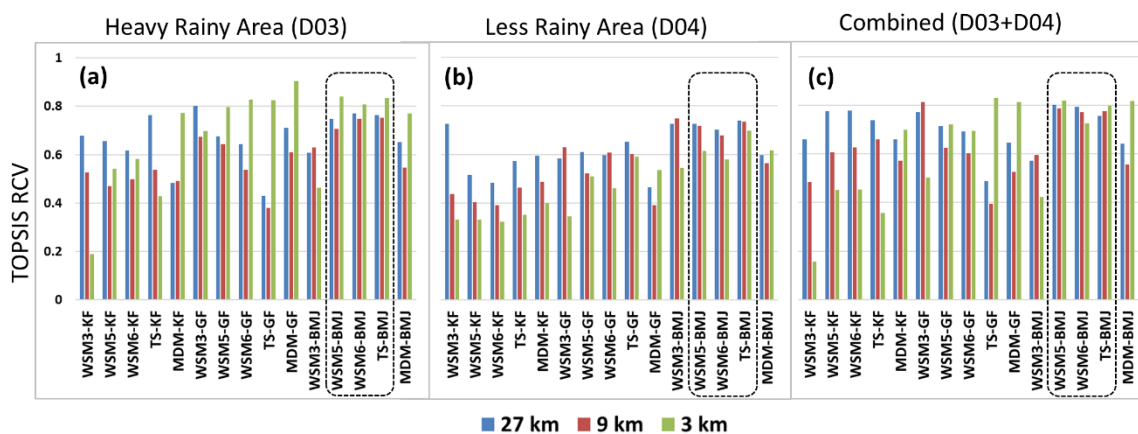 Heavy Rainy Area (D03)
Less Rainy Area (D04)
Combined (D03+D04)
TOPSIS RCV
1
0.8
0.6
0.4
0.2
0
(a)
(b)
(c)
WSM3-KF
WSM5-KF
WSM6-KF
TS-KF
MDM-KF
WSM3-GF
WSM5-GF
WSM6-GF
TS-GF
MDM-GF
WSM3-BMJ
WSM5-BMJ
WSM6-BMJ
TS-BMJ
MDM-BMJ
WSM3-KF
WSM5-KF
WSM6-KF
TS-KF
MDM-KF
WSM3-GF
WSM5-GF
WSM6-GF
TS-GF
MDM-GF
WSM3-BMJ
WSM5-BMJ
WSM6-BMJ
TS-BMJ
MDM-BMJ
WSM3-KF
WSM5-KF
WSM6-KF
TS-KF
MDM-KF
WSM3-GF
WSM5-GF
WSM6-GF
TS-GF
MDM-GF
WSM3-BMJ
WSM5-BMJ
WSM6-BMJ
TS-BMJ
MDM-BMJ
27 km
9 km
3 km